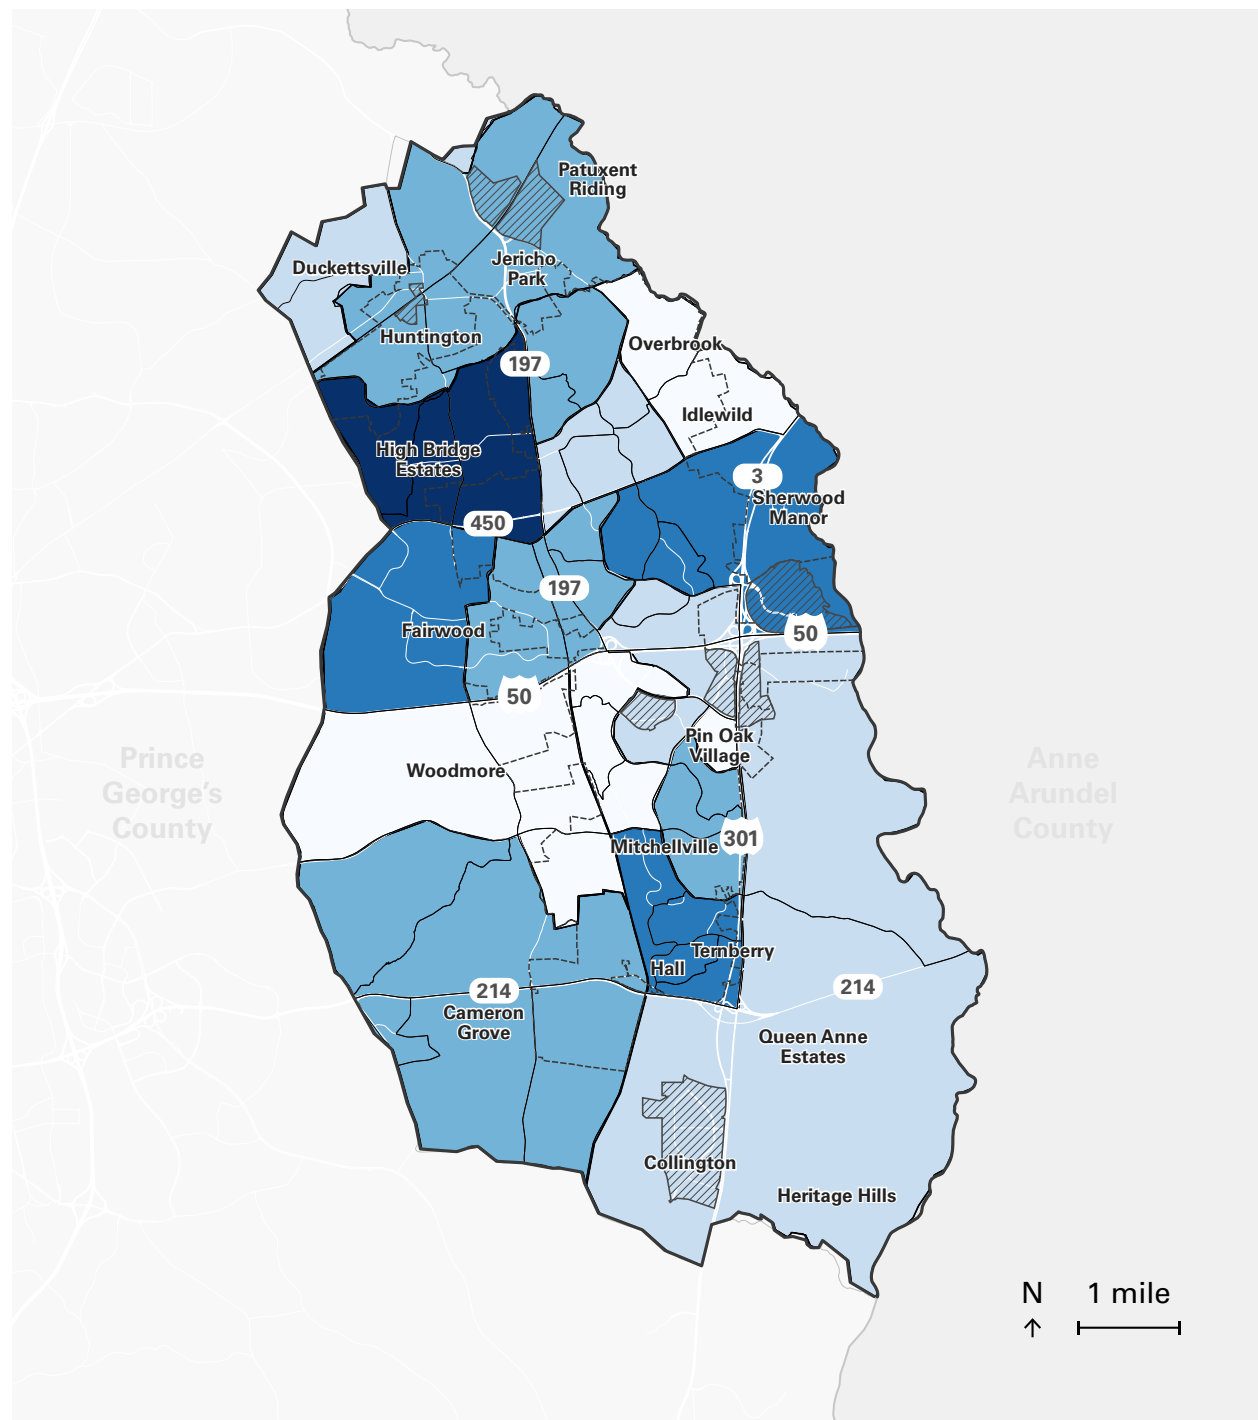 Patuxent
Riding
Duckettsville
Jericho
Park
Huntington
Overbrook
197
Idlewild
High Bridge
Estates
3
Sherwood
Manor
450
197
Fairwood
50
50
Pin Oak
Village
Woodmore
Prince
George's
County
Anne
Arundel
County
Mitchellville
301
Ternberry
Hall
214
214
Cameron
Grove
Queen Anne
Estates
Collington
Heritage Hills
N
1 mile